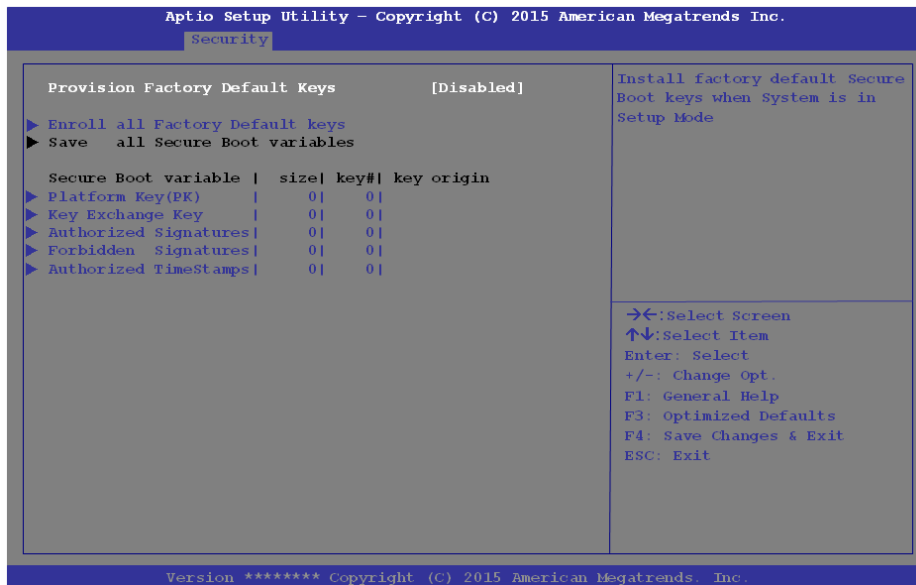 Aptio Setup Utility – Copyright (C) 2015 American Megatrends Inc.
Security
Provision Factory Default Keys [Disabled]
▶ Enroll all Factory Default keys
▶ Save all Secure Boot variables
Secure Boot variable | size| key#| key origin
▶ Platform Key(PK) | 0| 0|
▶ Key Exchange Key | 0| 0|
▶ Authorized Signatures| 0| 0|
▶ Forbidden Signatures| 0| 0|
▶ Authorized TimeStamps| 0| 0|
Install factory default Secure
Boot keys when System is in
Setup Mode
→←:Select Screen
↑↓:Select Item
Enter: Select
+/-: Change Opt.
F1: General Help
F3: Optimized Defaults
F4: Save Changes & Exit
ESC: Exit
Version ******** Copyright (C) 2015 American Megatrends. Inc.